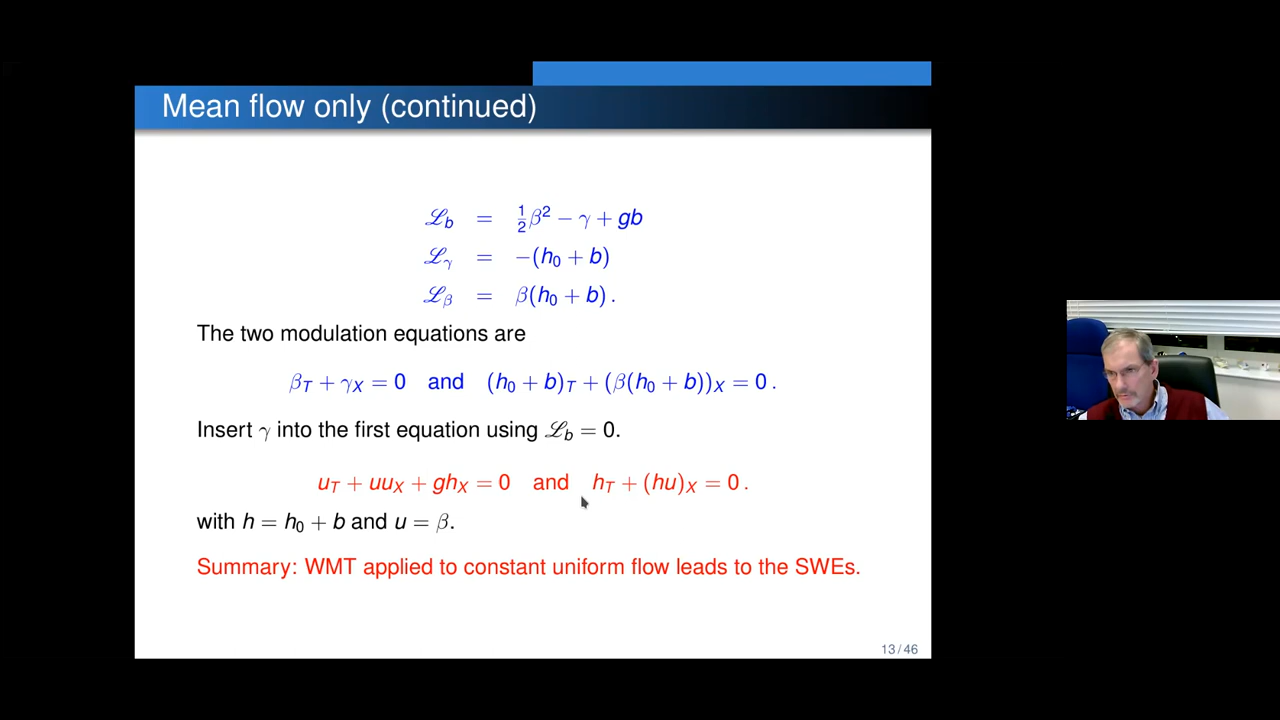 Mean flow only (continued)
ℒ_b = ½β² − γ + gb
ℒ_γ = −(h₀ + b)
ℒ_β = β(h₀ + b) .
The two modulation equations are
β_T + γ_X = 0 and (h₀ + b)_T + (β(h₀ + b))_X = 0 .
Insert γ into the first equation using ℒ_b = 0.
u_T + uu_X + gh_X = 0 and h_T + (hu)_X = 0 .
with h = h₀ + b and u = β.
Summary: WMT applied to constant uniform flow leads to the SWEs.
13 / 46